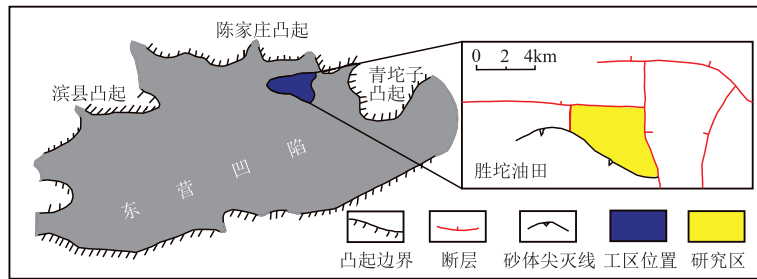 陈家庄凸起
青坨子
凸起
滨县凸起
东营凹陷
0 2 4km
胜坨油田
凸起边界 断层 砂体尖灭线 工区位置 研究区